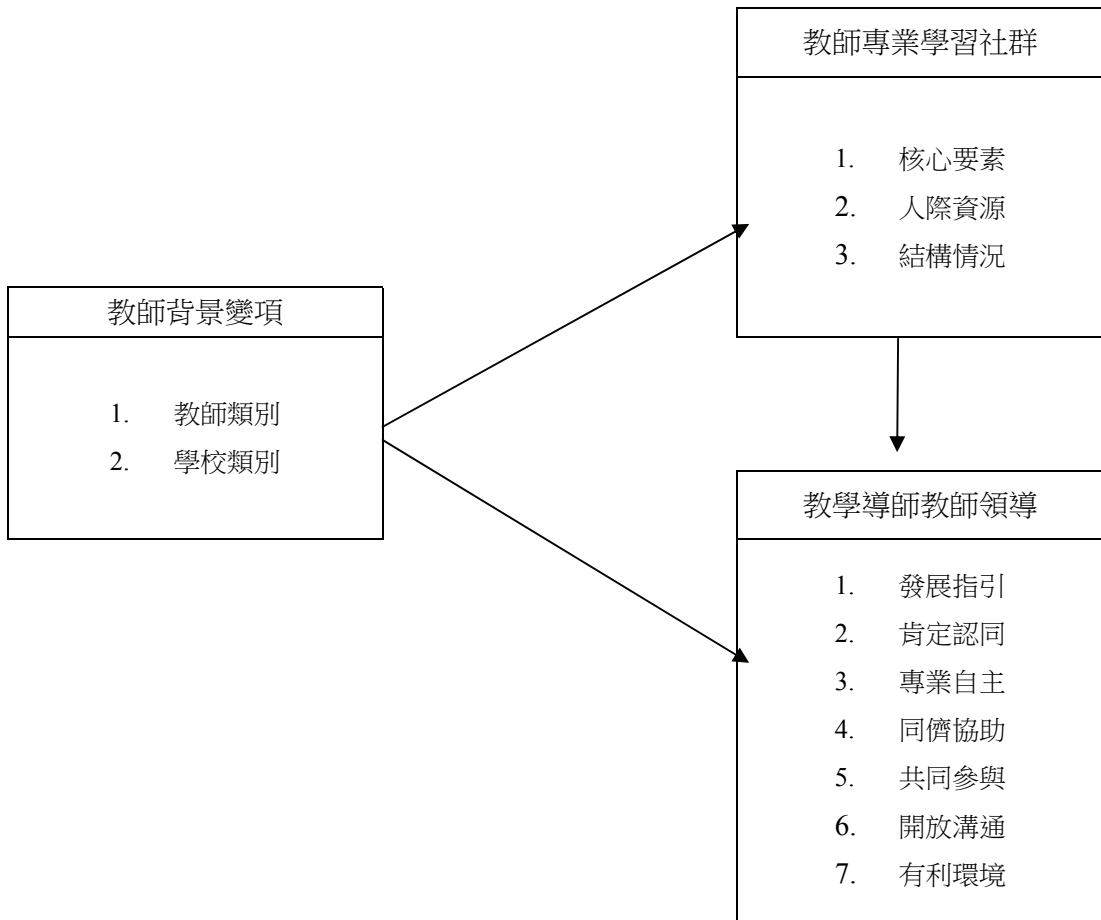 教師專業學習社群
1. 核心要素
2. 人際資源
3. 結構情況
教師背景變項
1. 教師類別
2. 學校類別
教學導師教師領導
1. 發展指引
2. 肯定認同
3. 專業自主
4. 同儕協助
5. 共同參與
6. 開放溝通
7. 有利環境